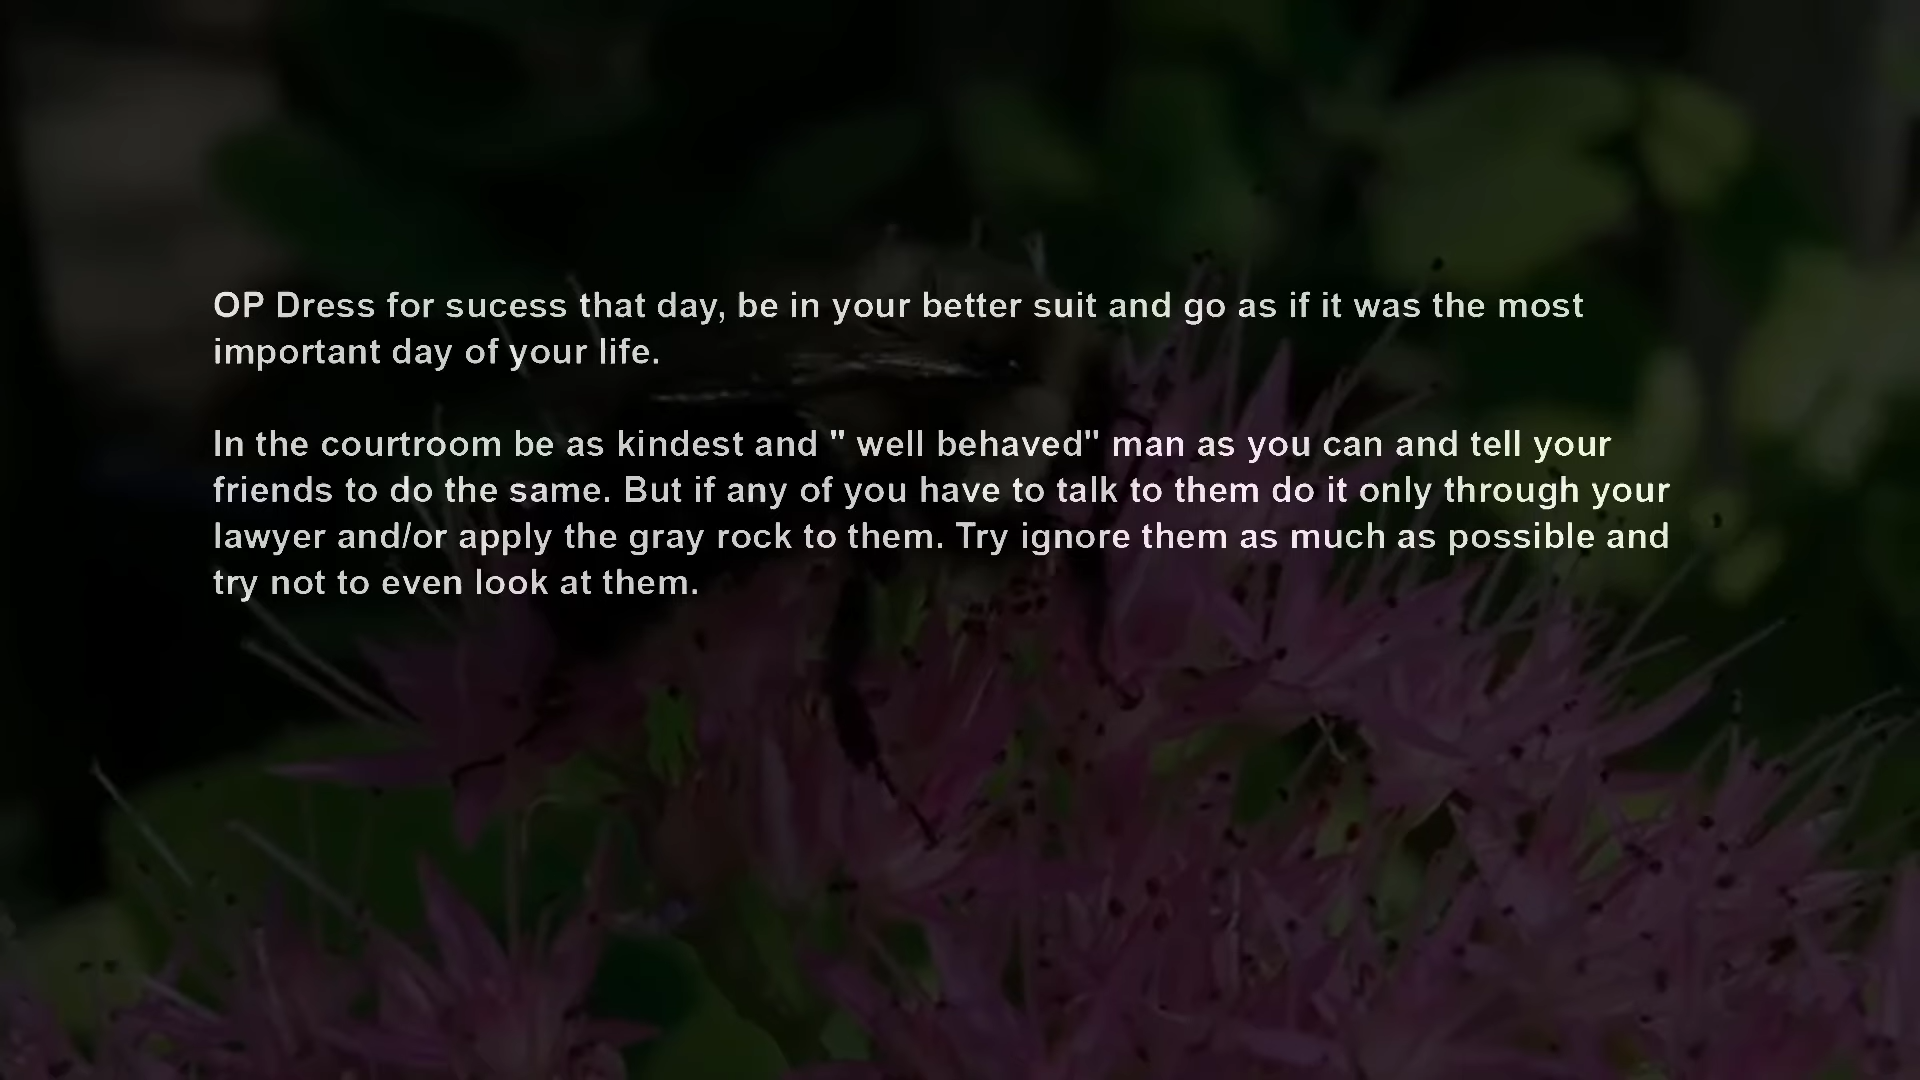 OP Dress for sucess that day, be in your better suit and go as if it was the most
important day of your life.
In the courtroom be as kindest and " well behaved" man as you can and tell your
friends to do the same. But if any of you have to talk to them do it only through your
lawyer and/or apply the gray rock to them. Try ignore them as much as possible and
try not to even look at them.